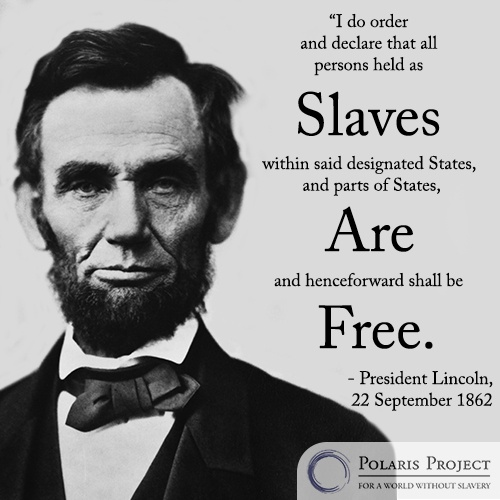 “I do order
and declare that all
persons held as
Slaves
within said designated States,
and parts of States,
Are
and henceforward shall be
Free.
- President Lincoln,
22 September 1862
Polaris Project
For a world without slavery